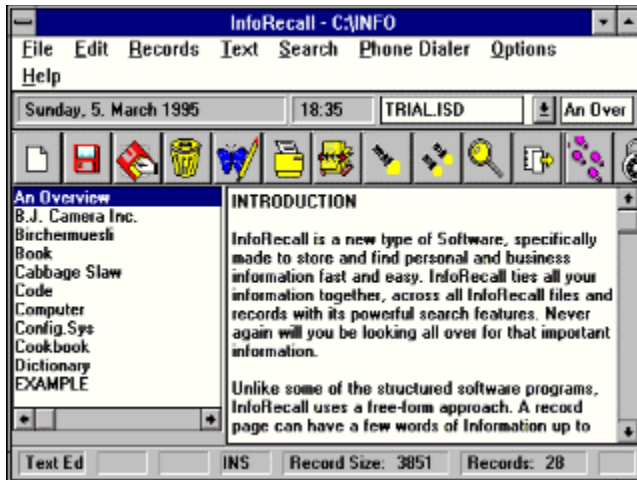 InfoRecall - C:\INFO
File Edit Records Text Search Phone Dialer Options
Help
Sunday, 5. March 1995 18:35 TRIAL.ISD An Over
An Overview
B.J. Camera Inc.
Birchermuesli
Book
Cabbage Slaw
Code
Computer
Config.Sys
Cookbook
Dictionary
EXAMPLE
INTRODUCTION
InfoRecall is a new type of Software, specifically
made to store and find personal and business
information fast and easy. InfoRecall ties all your
information together, across all InfoRecall files and
records with its powerful search features. Never
again will you be looking all over for that important
information.
Unlike some of the structured software programs,
InfoRecall uses a free-form approach. A record
page can have a few words of Information up to
Text Ed INS Record Size: 3851 Records: 28